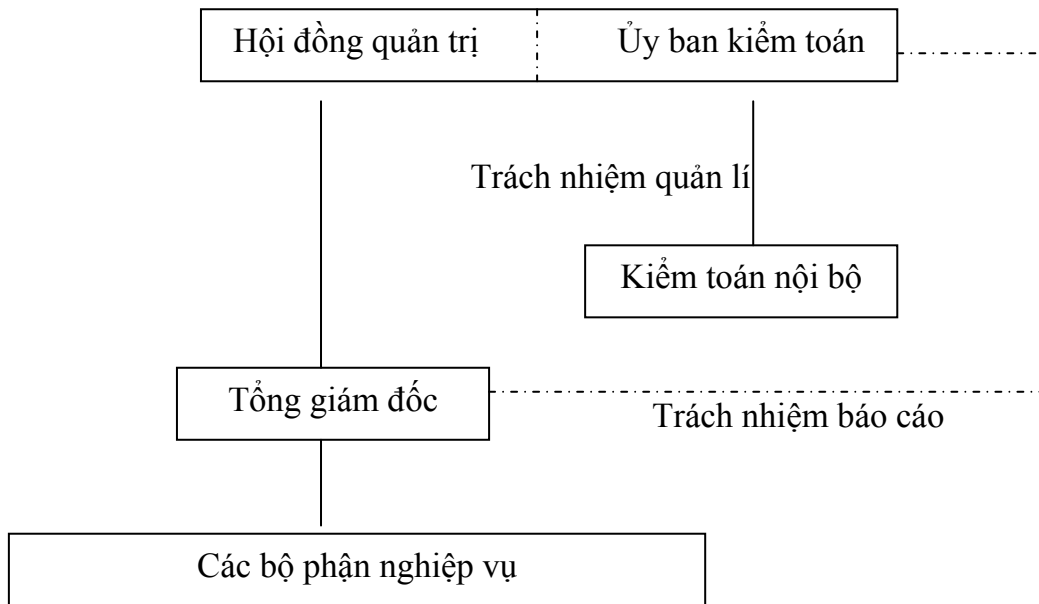 Hội đồng quản trị
Ủy ban kiểm toán
Trách nhiệm quản lí
Kiểm toán nội bộ
Tổng giám đốc
Trách nhiệm báo cáo
Các bộ phận nghiệp vụ